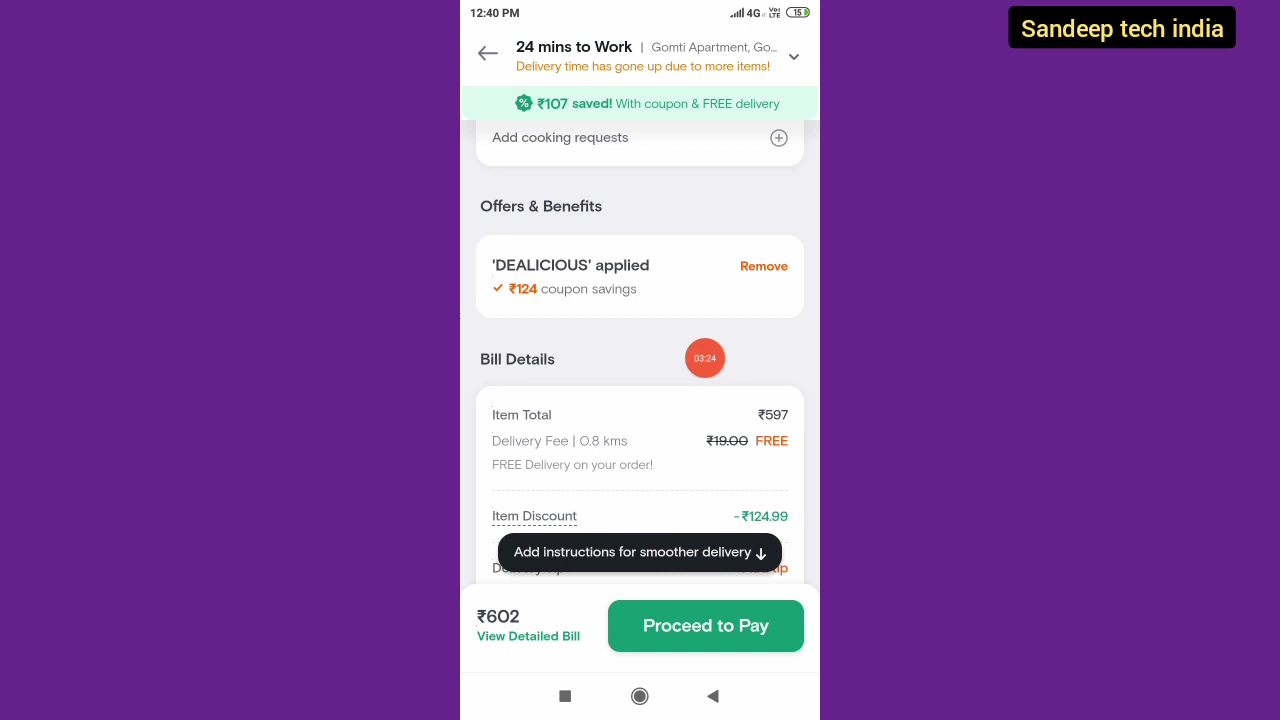 Sandeep tech india
12:40 PM
4G
Vo
LTE
15
24 mins to Work | Gomti Apartment, Go...
Delivery time has gone up due to more items!
₹107 saved! With coupon & FREE delivery
Add cooking requests
Offers & Benefits
'DEALICIOUS' applied
Remove
₹124 coupon savings
Bill Details
03:24
Item Total ₹597
Delivery Fee | 0.8 kms ₹19.00 FREE
FREE Delivery on your order!
Item Discount -₹124.99
Add instructions for smoother delivery ↓
₹602
View Detailed Bill
Proceed to Pay